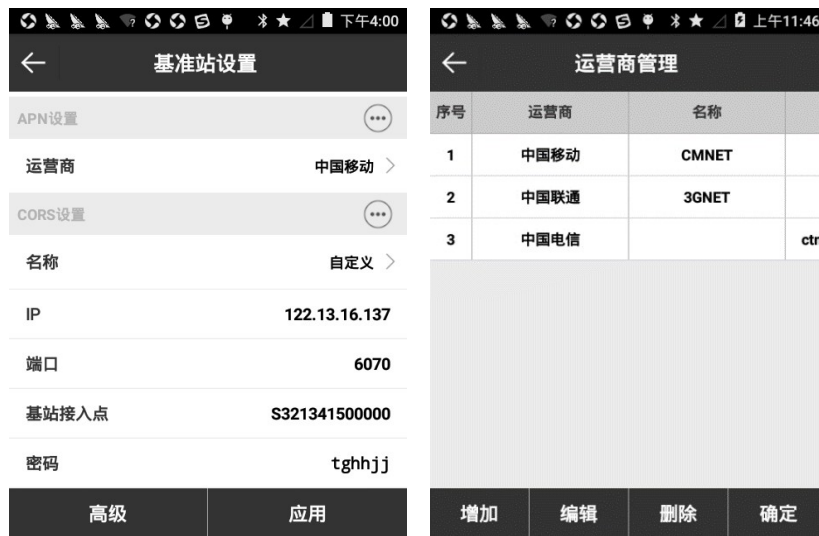 下午4:00
基准站设置
APN设置
运营商 中国移动
CORS设置
名称 自定义
IP 122.13.16.137
端口 6070
基站接入点 S321341500000
密码 tghhjj
高级 应用
上午11:46
运营商管理
序号 运营商 名称
1 中国移动 CMNET
2 中国联通 3GNET
3 中国电信 ctn
增加 编辑 删除 确定